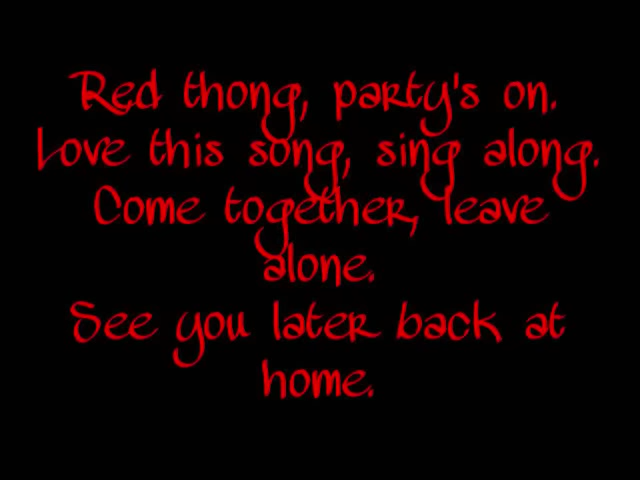 Red thong, party's on.
Love this song, sing along.
Come together, leave
alone.
See you later back at
home.